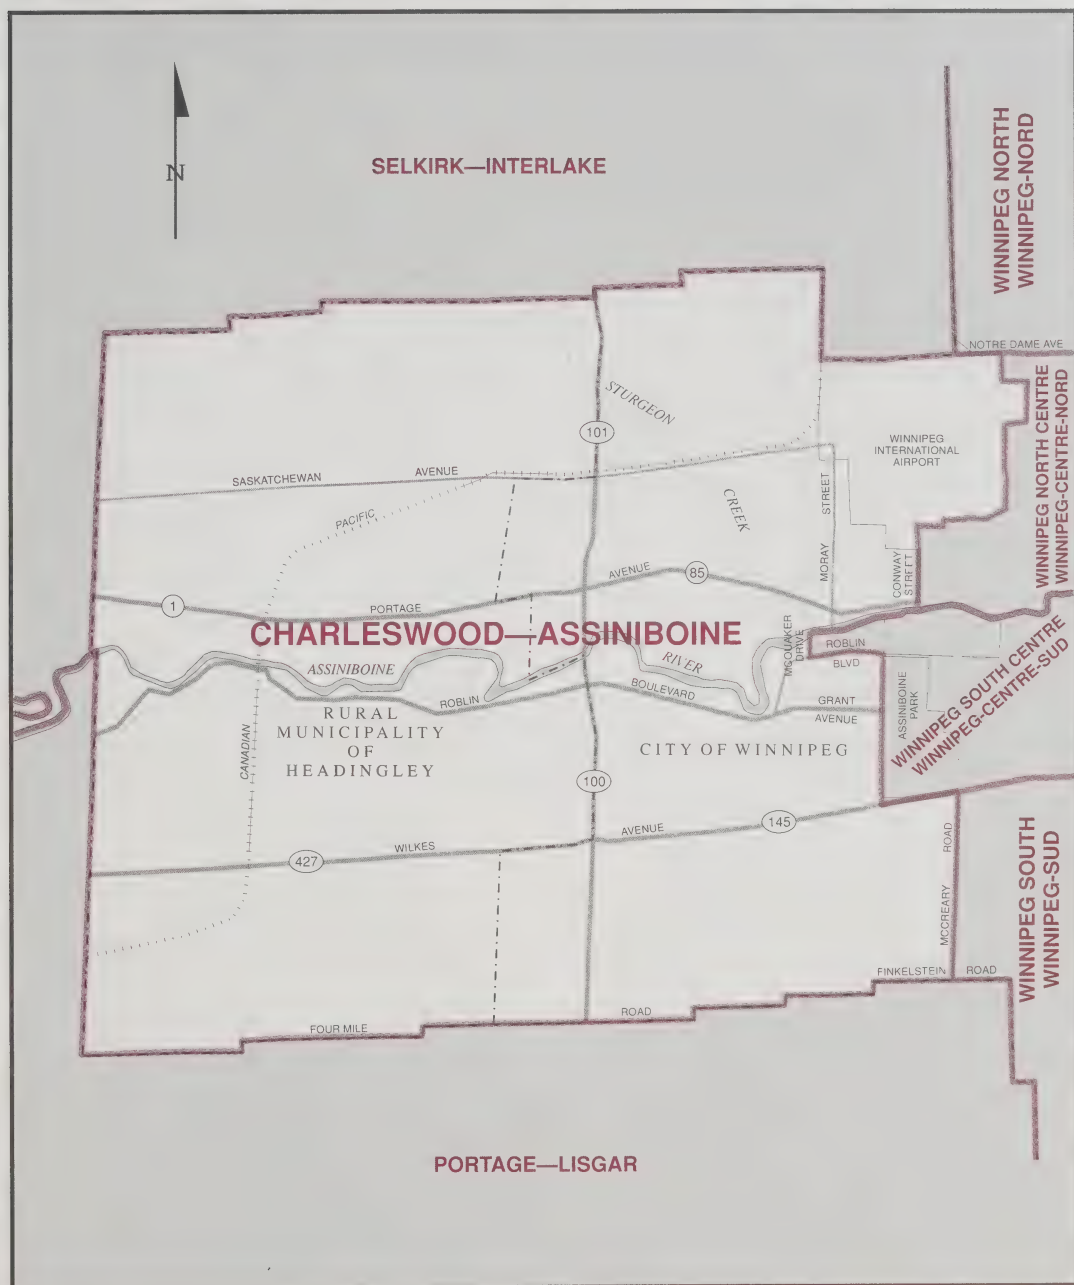 N
SELKIRK—INTERLAKE
WINNIPEG NORTH
WINNIPEG-NORD
NOTRE DAME AVE
WINNIPEG NORTH CENTRE
WINNIPEG-CENTRE-NORD
STURGEON
101
WINNIPEG
INTERNATIONAL
AIRPORT
SASKATCHEWAN
AVENUE
PACIFIC
CREEK
STREET
MORAY
CONWAY
STREET
AVENUE
85
1
PORTAGE
CHARLESWOOD—ASSINIBOINE
MCQUAKER
DRIVE
ROBLIN
BLVD
ASSINIBOINE
RIVER
ROBLIN
BOULEVARD
GRANT
AVENUE
ASSINIBOINE
PARK
WINNIPEG SOUTH CENTRE
WINNIPEG-CENTRE-SUD
RURAL
MUNICIPALITY
OF
HEADINGLEY
CANADIAN
CITY OF WINNIPEG
100
145
AVENUE
WILKES
427
ROAD
MCCREARY
WINNIPEG SOUTH
WINNIPEG-SUD
FINKELSTEIN
ROAD
ROAD
FOUR MILE
PORTAGE—LISGAR